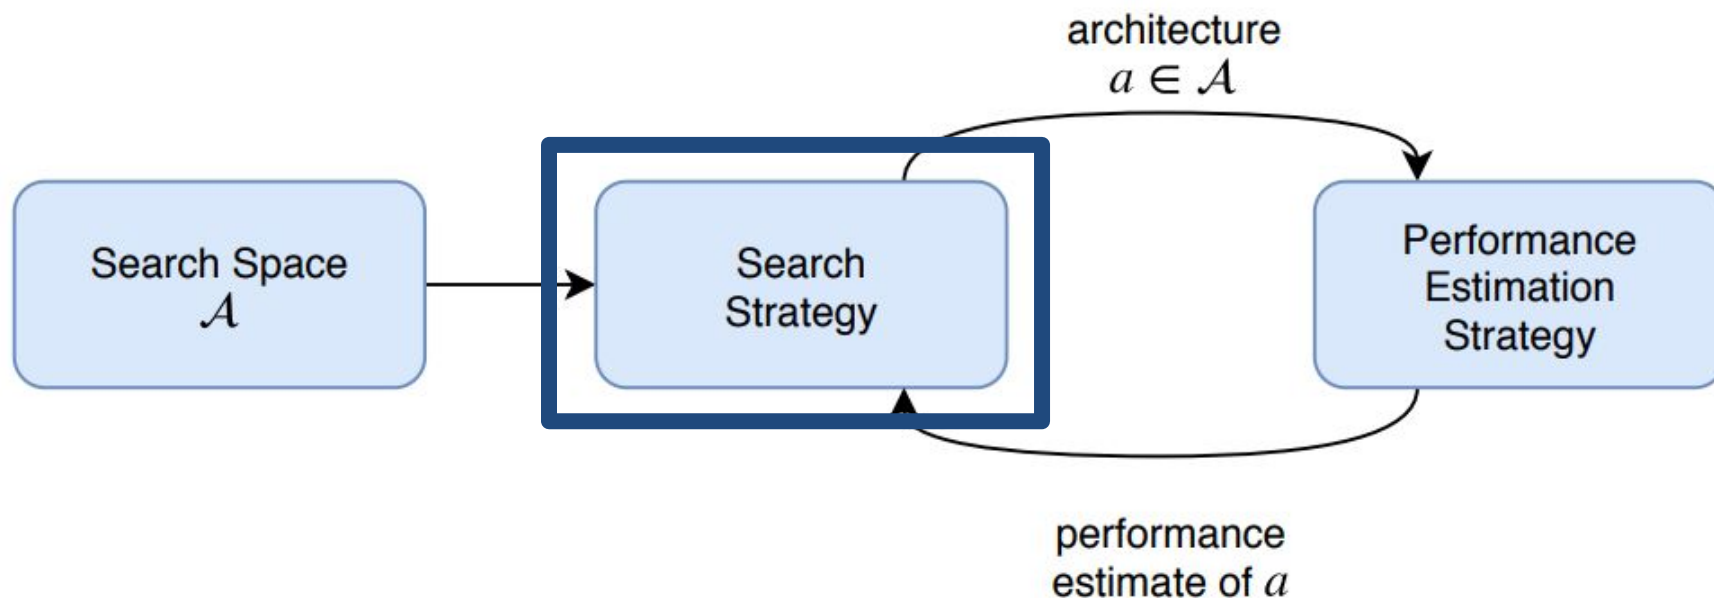 architecture
a ∈ 𝒜
Search Space
𝒜
Search
Strategy
Performance
Estimation
Strategy
performance
estimate of a